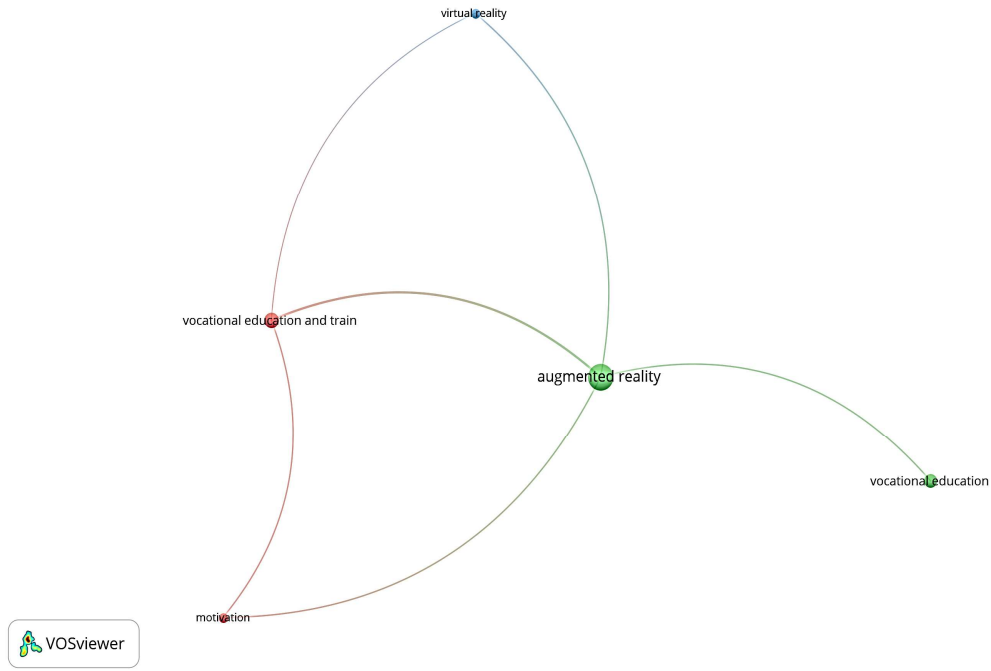 virtual reality
vocational education and train
augmented reality
vocational education
motivation
VOSviewer